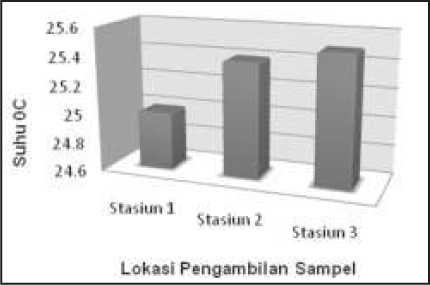 25.6
25.4
25.2
25
24.8
24.6
Suhu 0C
Stasiun 1
Stasiun 2
Stasiun 3
Lokasi Pengambilan Sampel